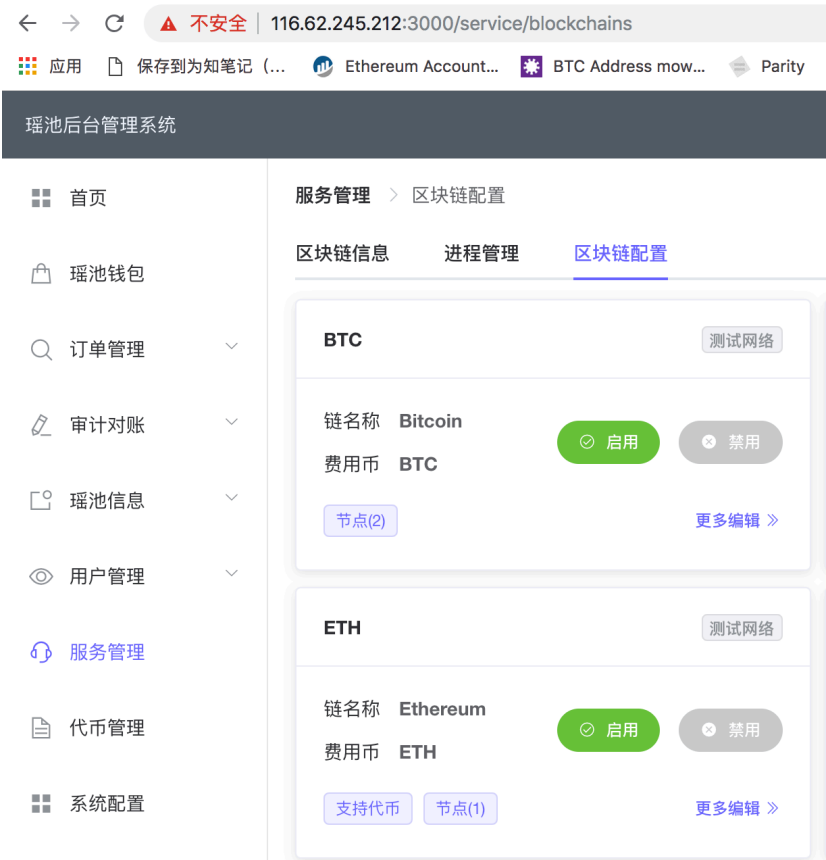 不安全 116.62.245.212:3000/service/blockchains
应用 保存到为知笔记（... Ethereum Account... BTC Address mow... Parity
瑶池后台管理系统
首页
瑶池钱包
订单管理
审计对账
瑶池信息
用户管理
服务管理
代币管理
系统配置
服务管理 > 区块链配置
区块链信息 进程管理 区块链配置
BTC 测试网络
链名称 Bitcoin
费用币 BTC
启用 禁用
节点(2) 更多编辑
ETH 测试网络
链名称 Ethereum
费用币 ETH
启用 禁用
支持代币 节点(1) 更多编辑